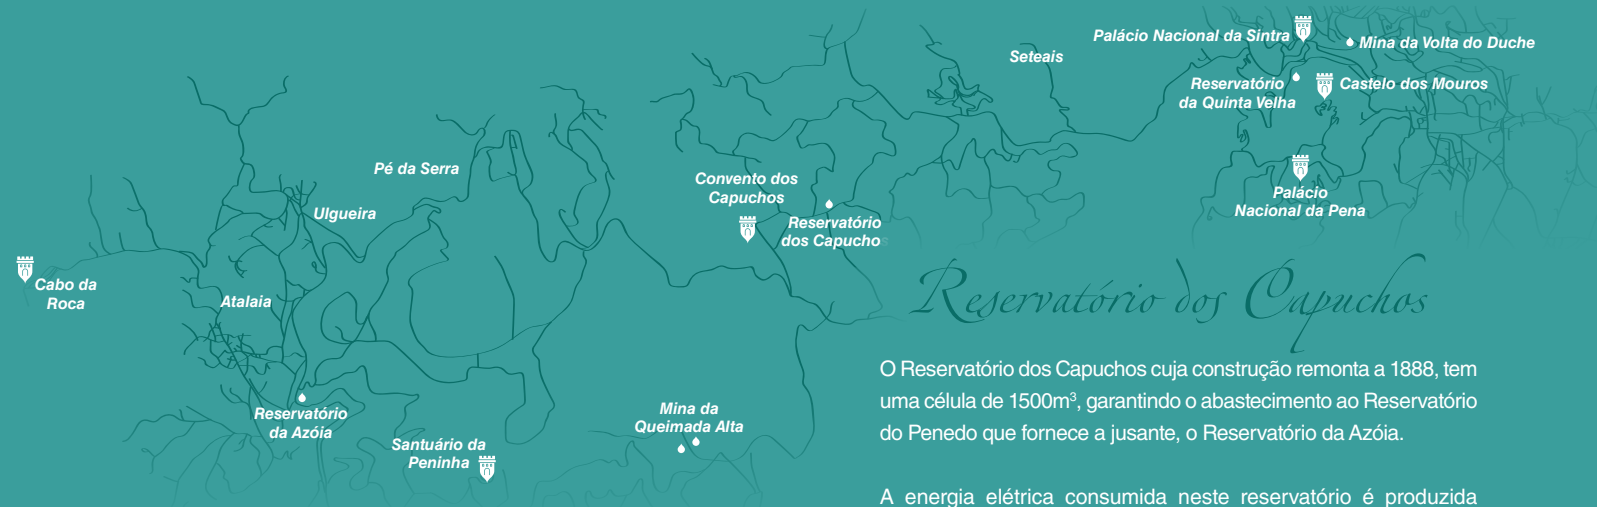 Palácio Nacional da Sintra
Mina da Volta do Duche
Seteais
Reservatório
da Quinta Velha
Castelo dos Mouros
Pé da Serra
Convento dos
Capuchos
Palácio
Nacional da Pena
Ulgueira
Reservatório
dos Capuchos
Cabo da
Roca
Atalaia
Reservatório dos Capuchos
O Reservatório dos Capuchos cuja construção remonta a 1888, tem
uma célula de 1500m³, garantindo o abastecimento ao Reservatório
do Penedo que fornece a jusante, o Reservatório da Azóia.
Reservatório
da Azóia
Mina da
Queimada Alta
Santuário da
Peninha
A energia elétrica consumida neste reservatório é produzida